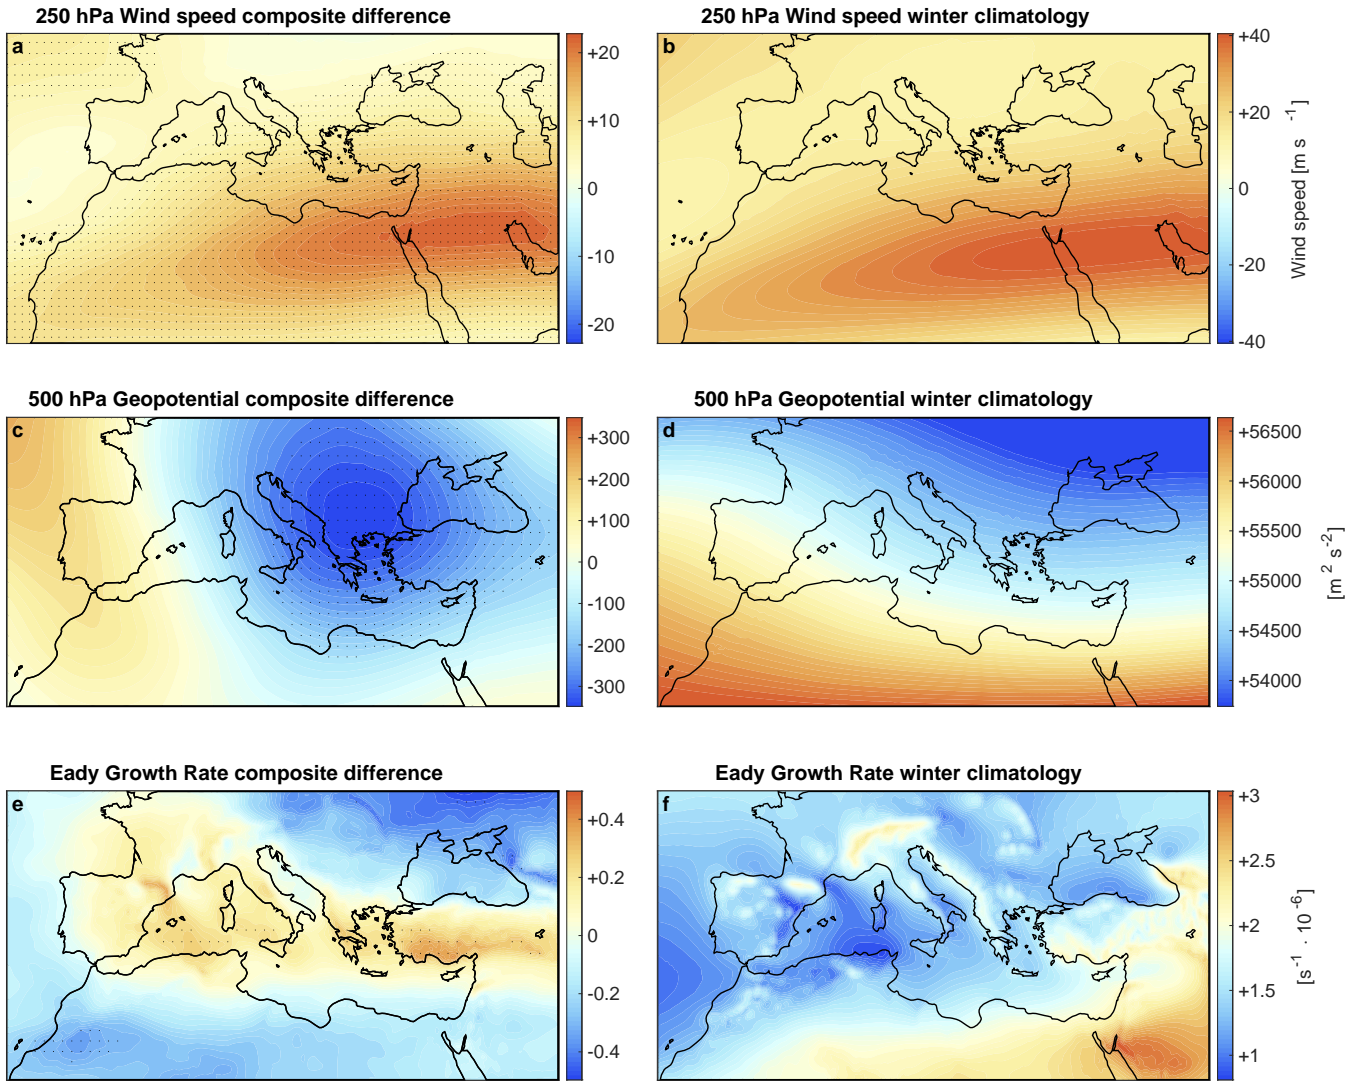 250 hPa Wind speed composite difference
250 hPa Wind speed winter climatology
a
+20
+10
0
-10
-20
b
+40
+20
0
-20
-40
Wind speed [m s⁻¹]
500 hPa Geopotential composite difference
500 hPa Geopotential winter climatology
c
+300
+200
+100
0
-100
-200
-300
d
+56500
+56000
+55500
+55000
+54500
+54000
[m² s⁻²]
Eady Growth Rate composite difference
Eady Growth Rate winter climatology
e
+0.4
+0.2
0
-0.2
-0.4
f
+3
+2.5
+2
+1.5
+1
[s⁻¹ · 10⁻⁶]